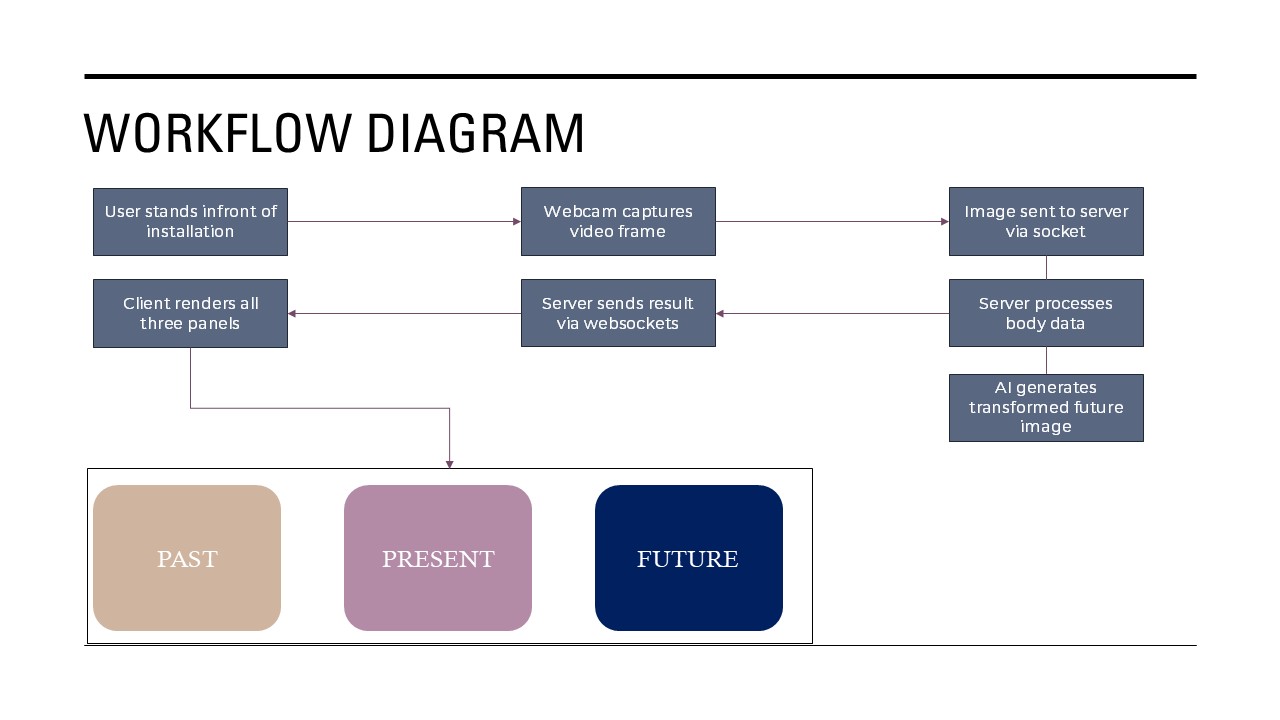 WORKFLOW DIAGRAM
User stands infront of
installation
Webcam captures
video frame
Image sent to server
via socket
Client renders all
three panels
Server sends result
via websockets
Server processes
body data
AI generates
transformed future
image
PAST
PRESENT
FUTURE